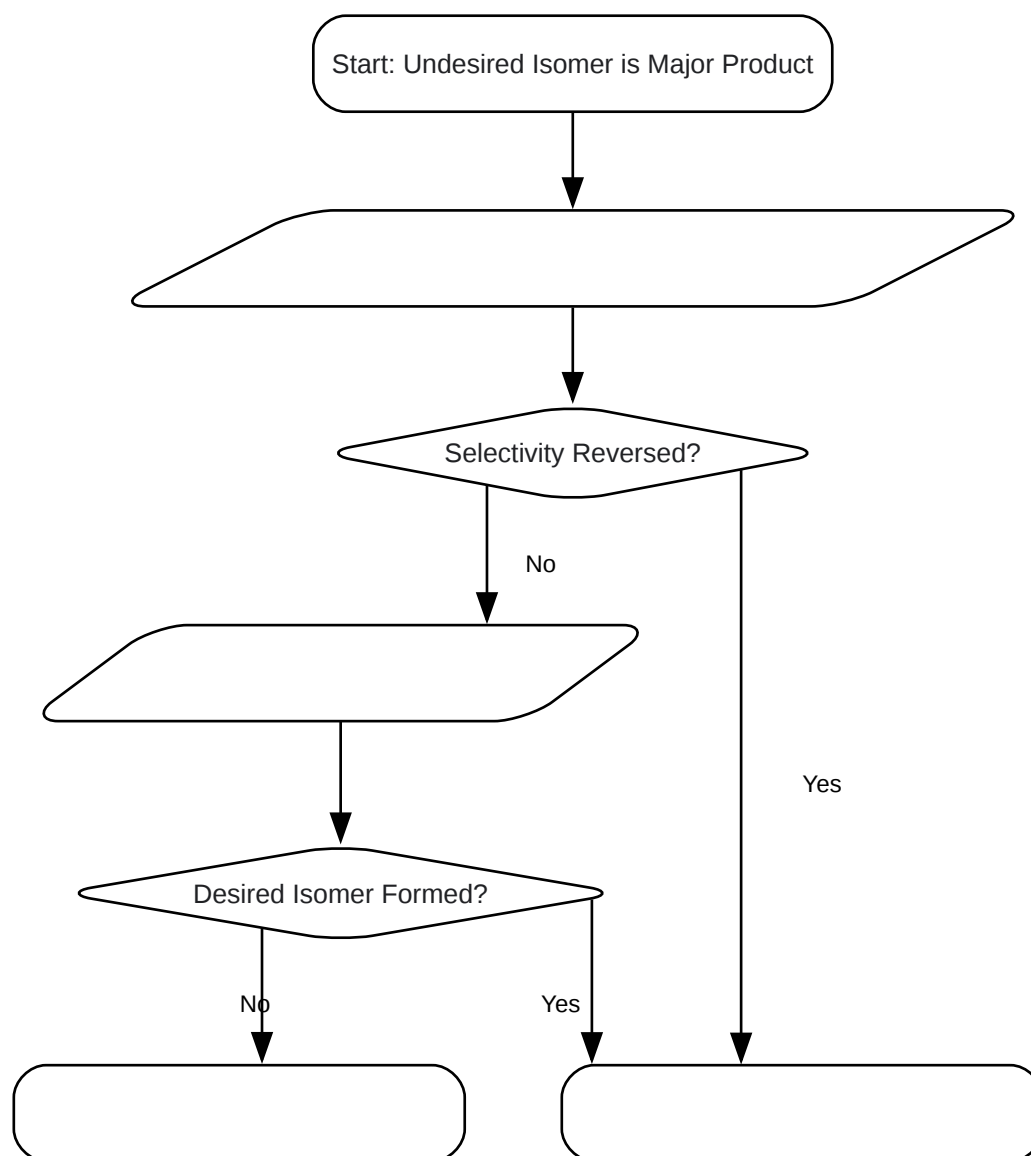 Start: Undesired Isomer is Major Product
Selectivity Reversed?
No
Yes
Desired Isomer Formed?
No
Yes